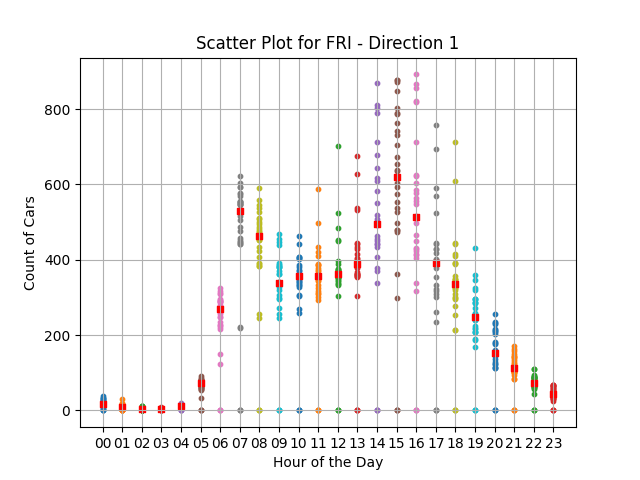 Scatter Plot for FRI - Direction 1
Count of Cars
800
600
400
200
0
00 01 02 03 04 05 06 07 08 09 10 11 12 13 14 15 16 17 18 19 20 21 22 23
Hour of the Day